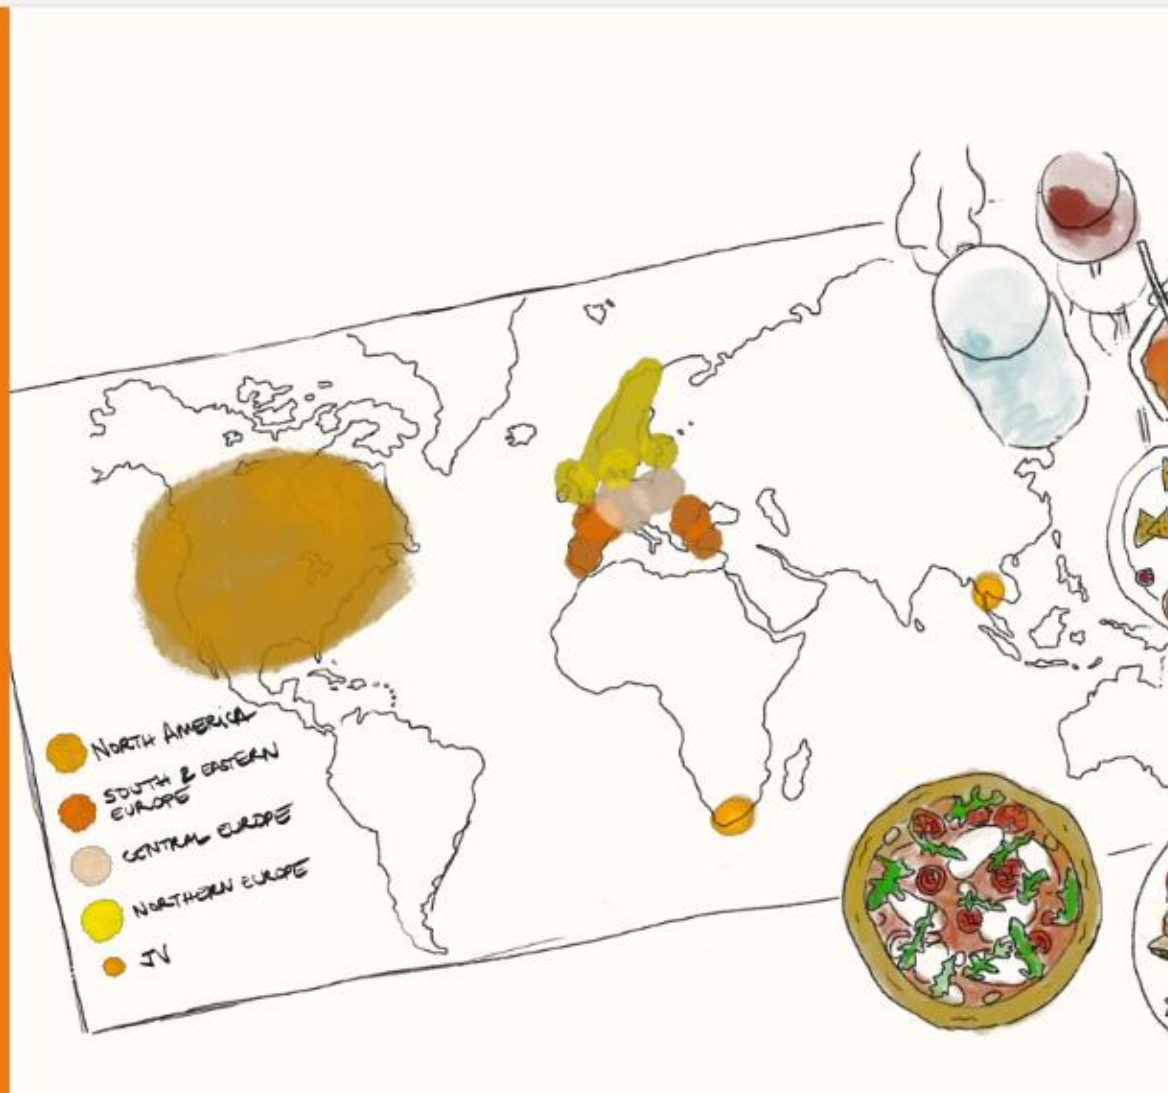 NORTH AMERICA
SOUTH & EASTERN
EUROPE
CENTRAL EUROPE
NORTHERN EUROPE
JV